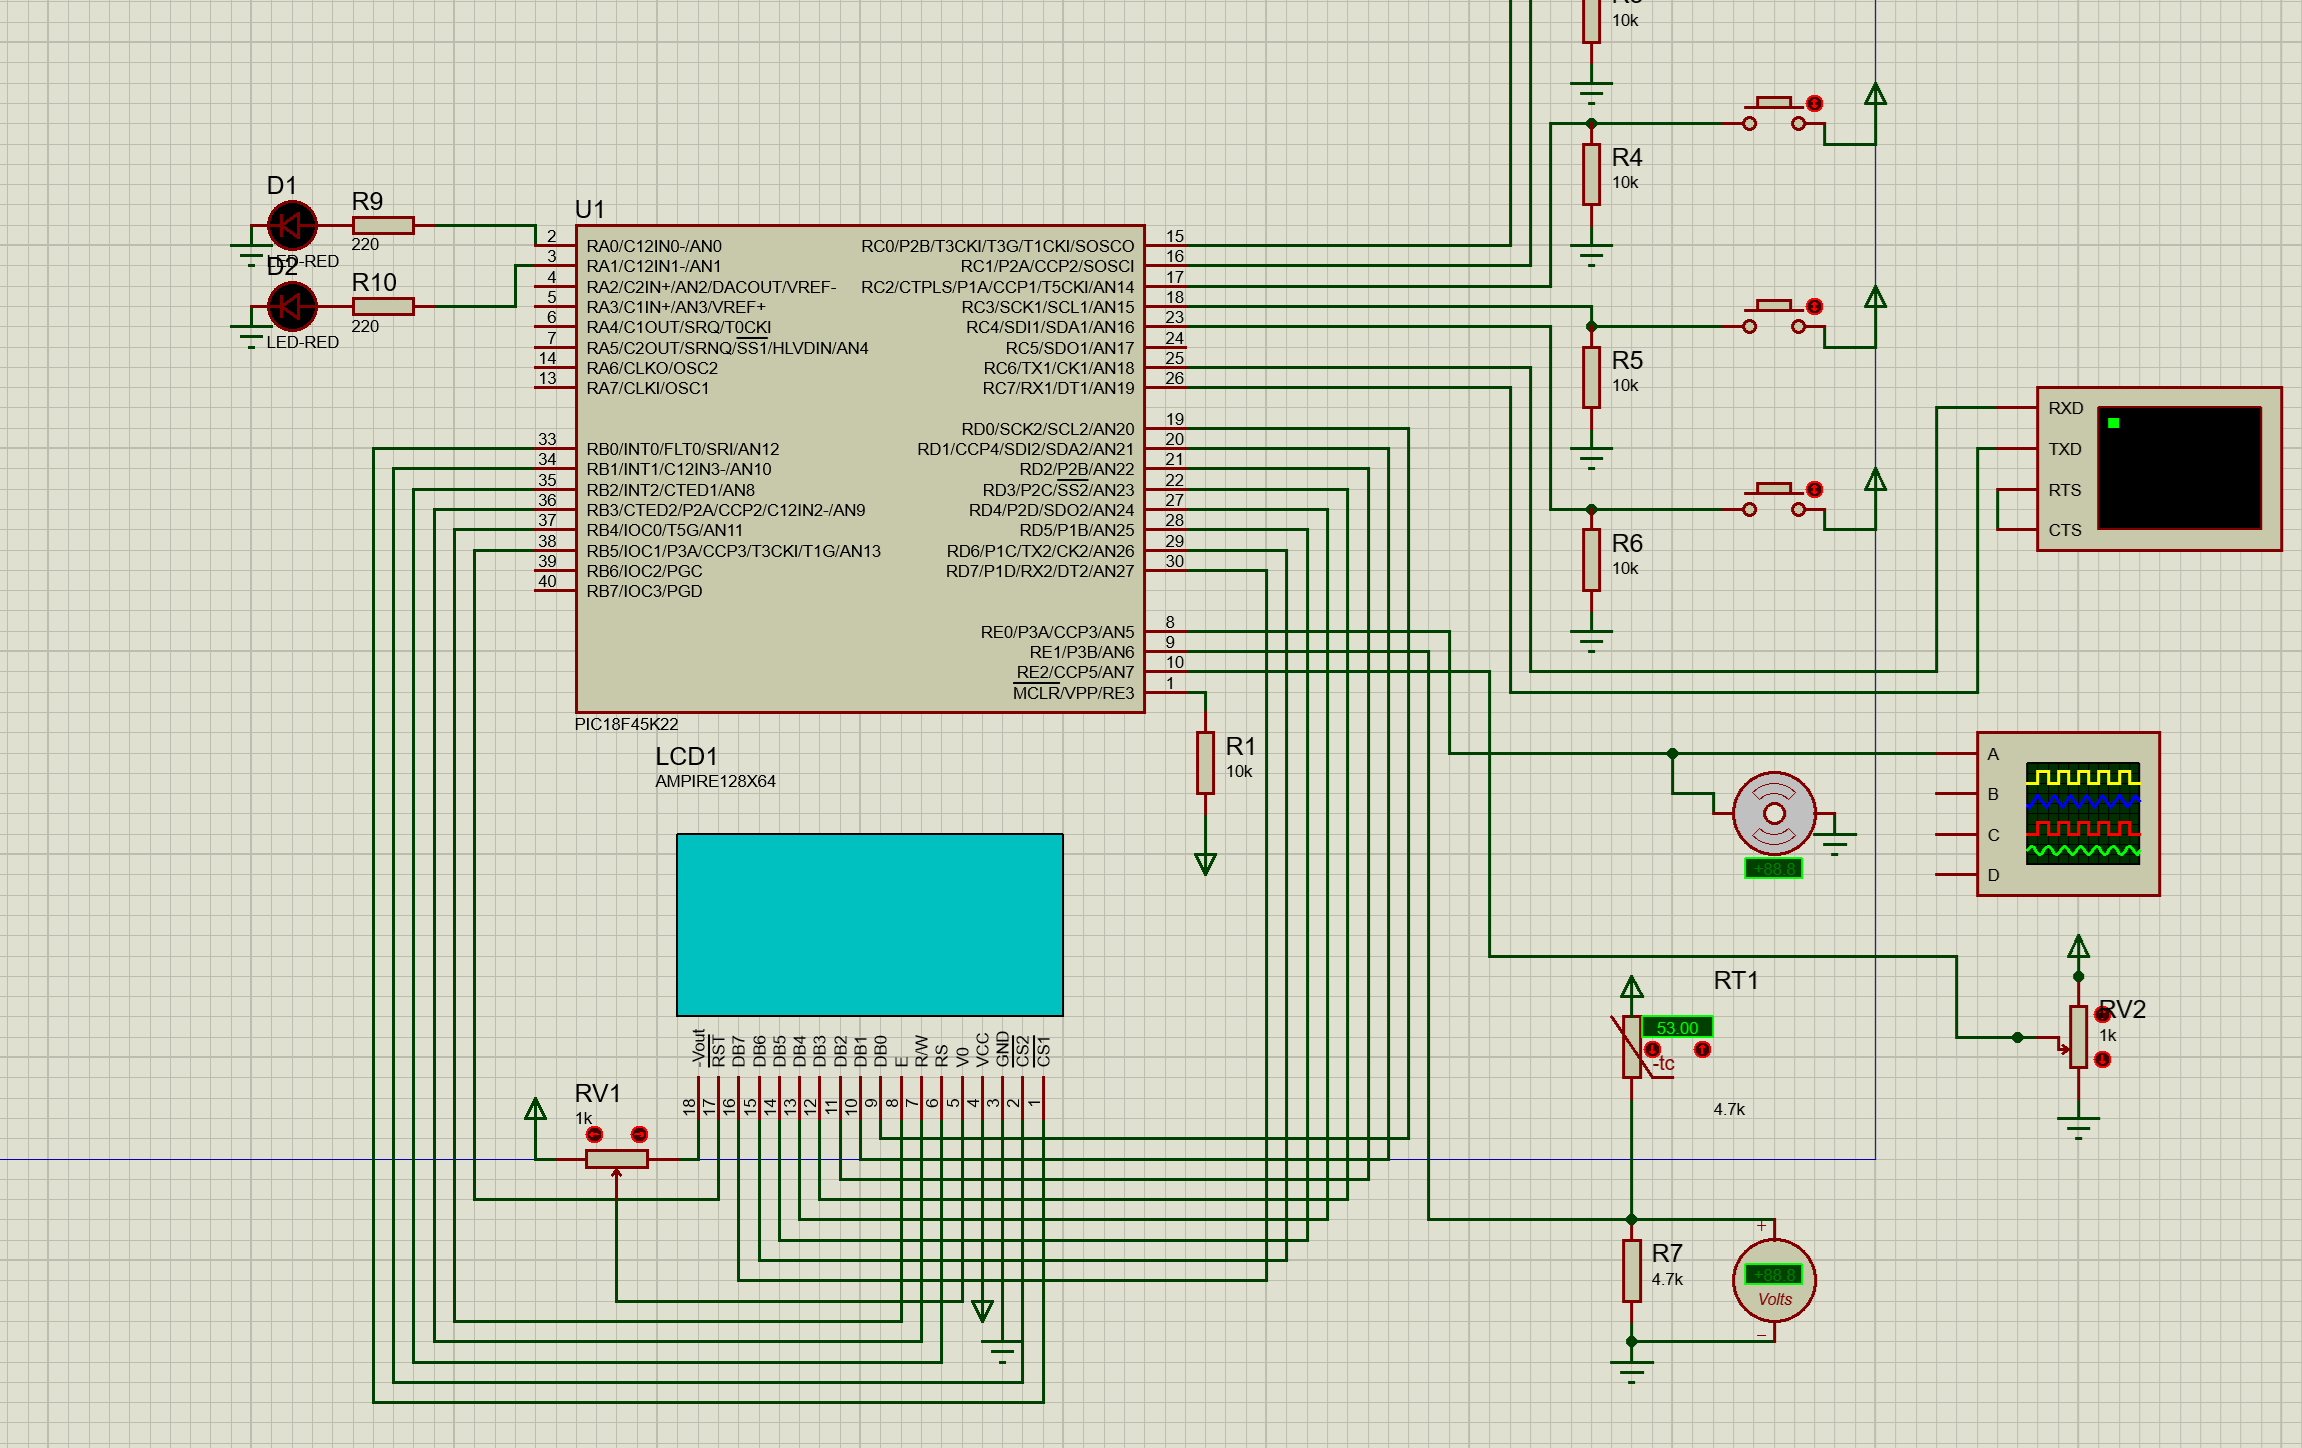 10k
R4
10k
D1
R9
220
LED-RED
D2
R10
220
LED-RED
U1
2
RA0/C12IN0-/AN0
3
RA1/C12IN1-/AN1
4
RA2/C2IN+/AN2/DACOUT/VREF-
5
RA3/C1IN+/AN3/VREF+
6
RA4/C1OUT/SRQ/T0CKI
7
RA5/C2OUT/SRNQ/SS1/HLVDIN/AN4
14
RA6/CLKO/OSC2
13
RA7/CLKI/OSC1
33
RB0/INT0/FLT0/SRI/AN12
34
RB1/INT1/C12IN3-/AN10
35
RB2/INT2/CTED1/AN8
36
RB3/CTED2/P2A/CCP2/C12IN2-/AN9
37
RB4/IOC0/T5G/AN11
38
RB5/IOC1/P3A/CCP3/T3CKI/T1G/AN13
39
RB6/IOC2/PGC
40
RB7/IOC3/PGD
RC0/P2B/T3CKI/T3G/T1CKI/SOSCO
15
RC1/P2A/CCP2/SOSCI
16
RC2/CTPLS/P1A/CCP1/T5CKI/AN14
17
RC3/SCK1/SCL1/AN15
18
RC4/SDI1/SDA1/AN16
23
RC5/SDO1/AN17
24
RC6/TX1/CK1/AN18
25
RC7/RX1/DT1/AN19
26
RD0/SCK2/SCL2/AN20
19
RD1/CCP4/SDI2/SDA2/AN21
20
RD2/P2B/AN22
21
RD3/P2C/SS2/AN23
22
RD4/P2D/SDO2/AN24
27
RD5/P1B/AN25
28
RD6/P1C/TX2/CK2/AN26
29
RD7/P1D/RX2/DT2/AN27
30
RE0/P3A/CCP3/AN5
8
RE1/P3B/AN6
9
RE2/CCP5/AN7
10
MCLR/VPP/RE3
1
PIC18F45K22
R5
10k
R6
10k
RXD
TXD
RTS
CTS
LCD1
AMPIRE128X64
R1
10k
A
B
C
D
+88.8
-Vout
RST
DB7
DB6
DB5
DB4
DB3
DB2
DB1
DB0
E
R/W
RS
V0
VCC
GND
CS2
CS1
18
17
16
15
14
13
12
11
10
9
8
7
6
5
4
3
2
1
RV1
1k
RT1
53.00
-tc
4.7k
RV2
1k
R7
4.7k
+
+88.8
Volts
−